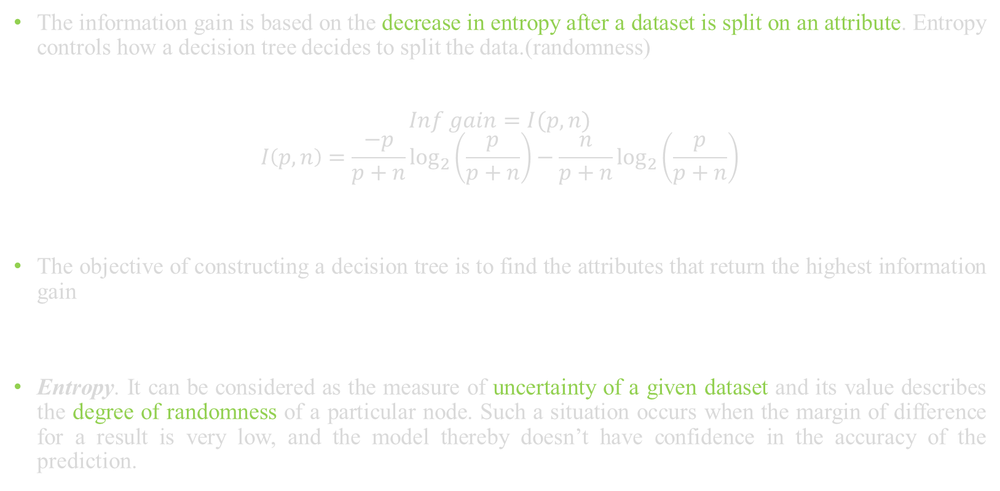 • The information gain is based on the decrease in entropy after a dataset is split on an attribute. Entropy
controls how a decision tree decides to split the data.(randomness)
Inf gain = I(p, n)
I(p, n) = \frac{-p}{p + n} \log_2 \left( \frac{p}{p + n} \right) - \frac{n}{p + n} \log_2 \left( \frac{p}{p + n} \right)
• The objective of constructing a decision tree is to find the attributes that return the highest information
gain
• Entropy. It can be considered as the measure of uncertainty of a given dataset and its value describes
the degree of randomness of a particular node. Such a situation occurs when the margin of difference
for a result is very low, and the model thereby doesn’t have confidence in the accuracy of the
prediction.